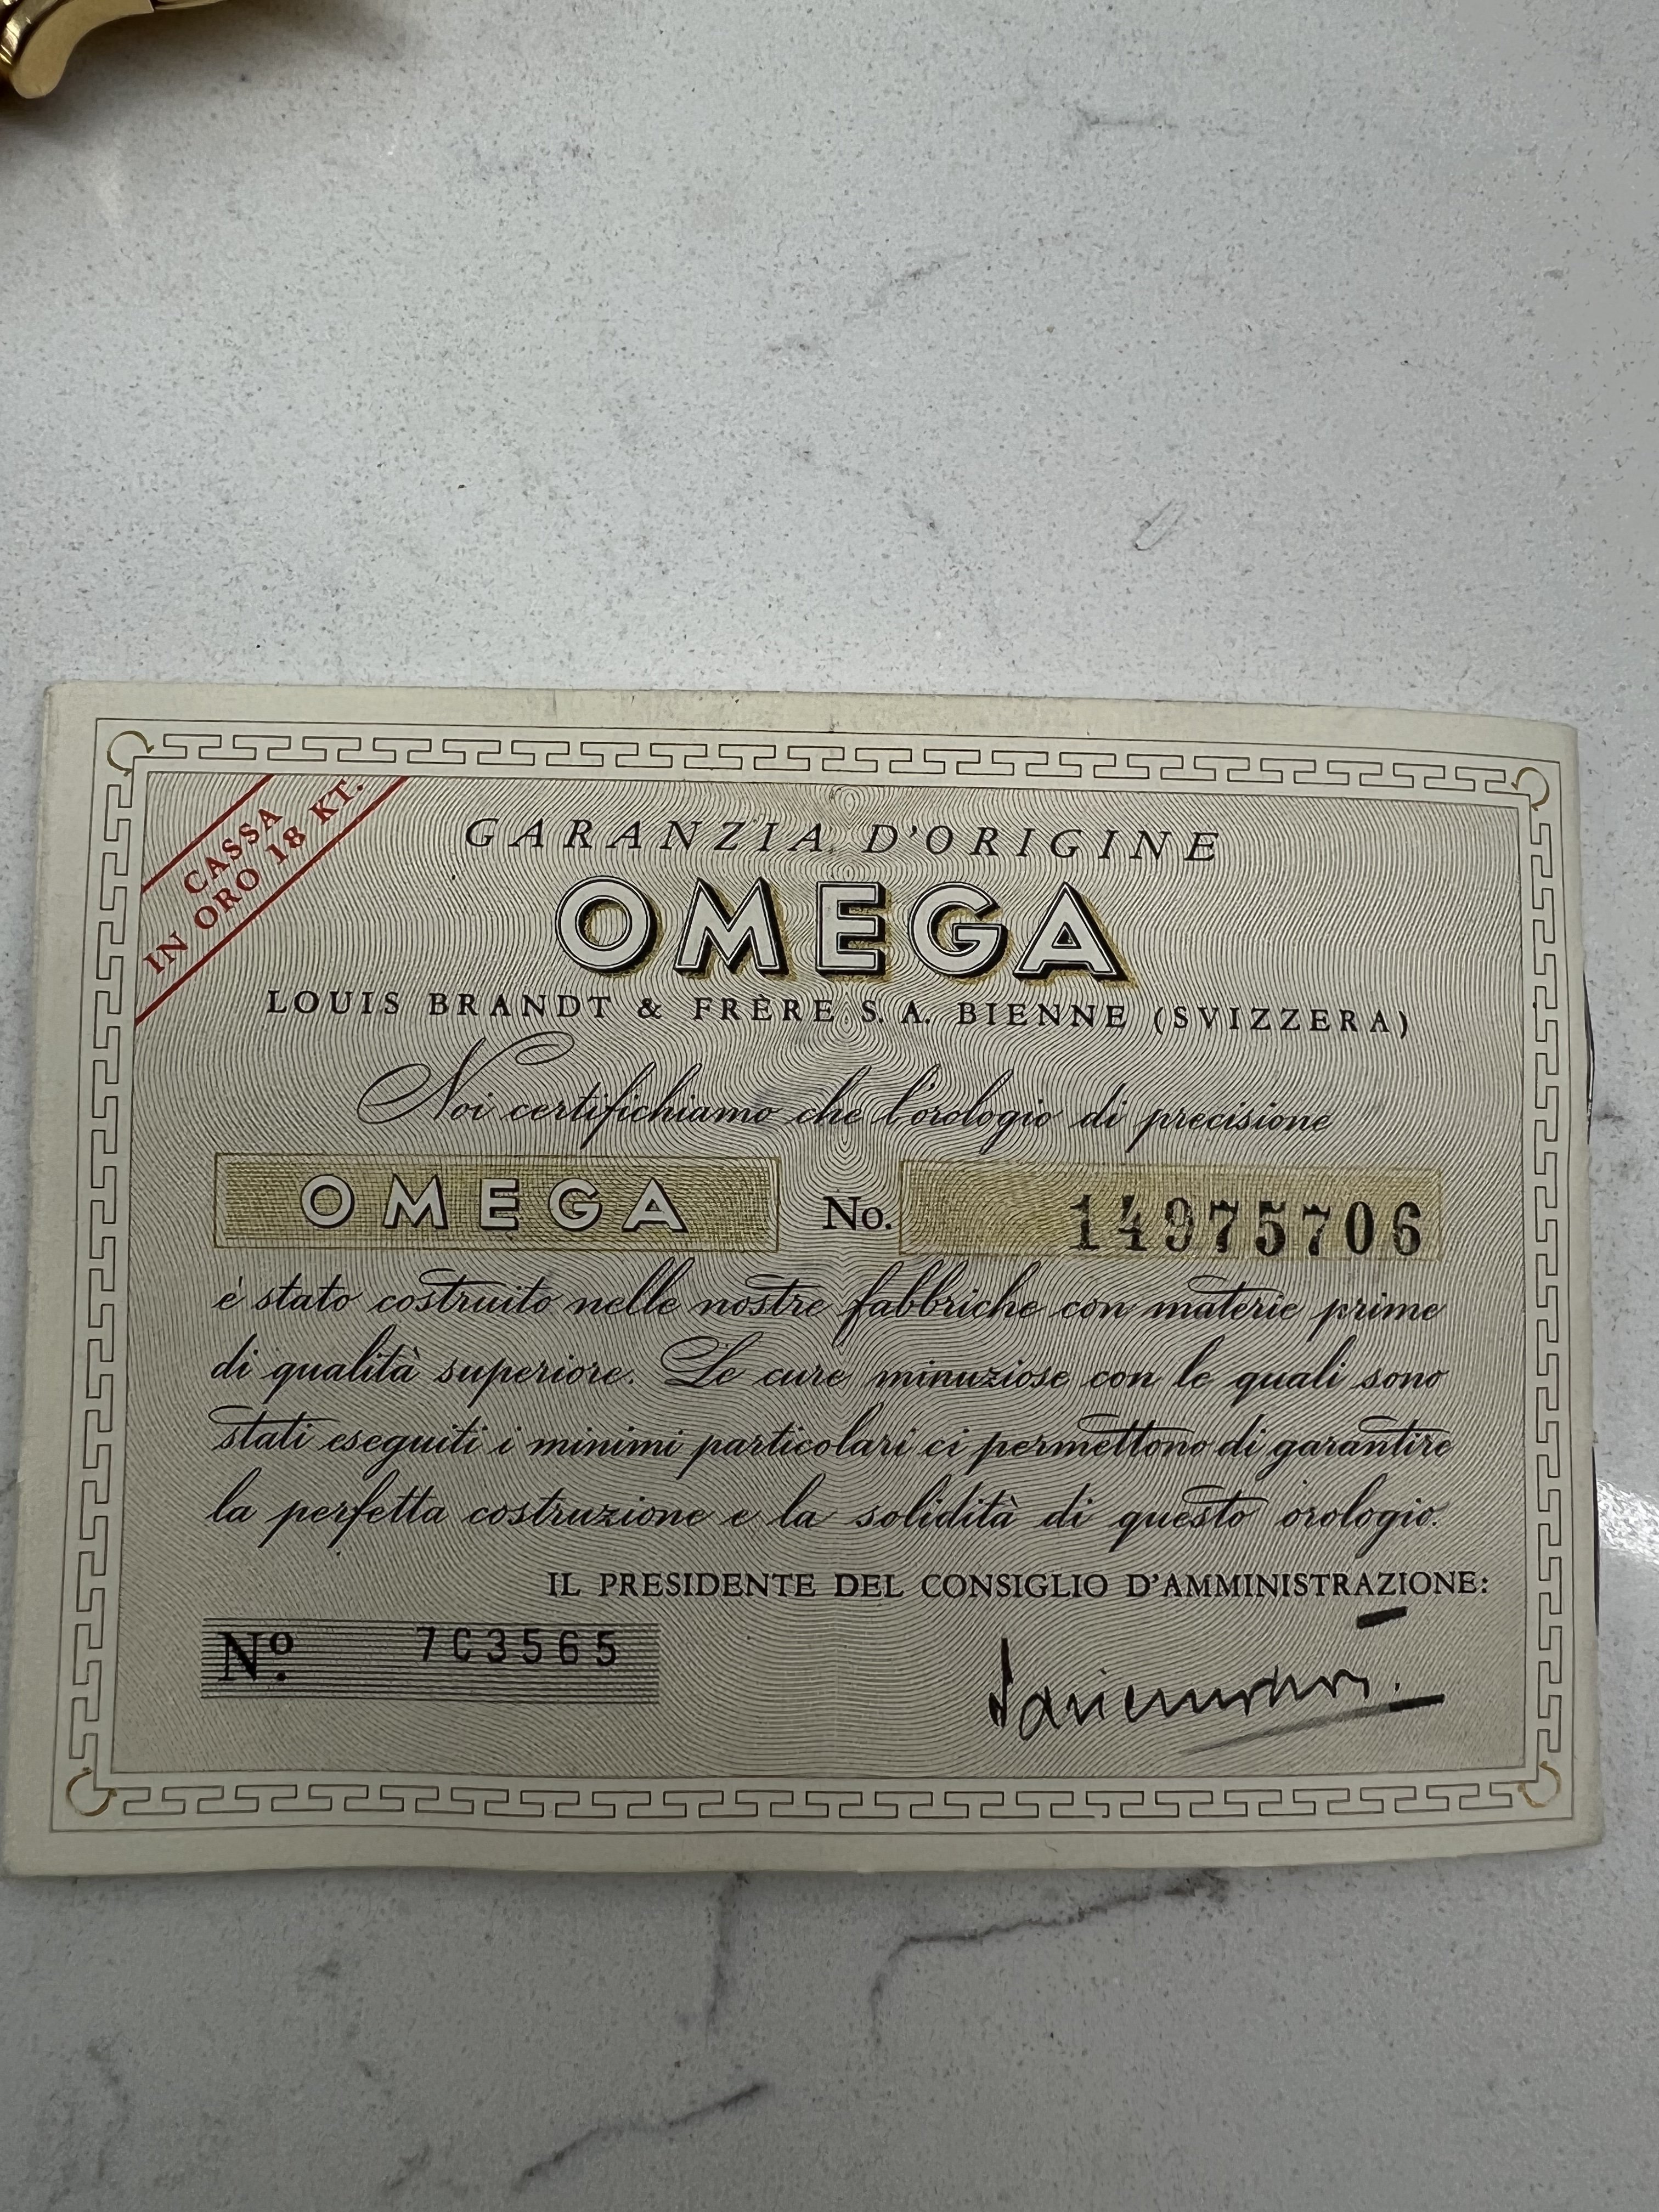 CASSA
IN ORO 18 KT.
GARANZIA D'ORIGINE
OMEGA
LOUIS BRANDT & FRÈRE S. A. BIENNE (SVIZZERA)
Noi certifichiamo che l'orologio di precisione
OMEGA No. 14975706
è stato costruito nelle nostre fabbriche con materie prime
di qualità superiore. Le cure minuziose con le quali sono
stati eseguiti i minimi particolari ci permettono di garantire
la perfetta costruzione e la solidità di questo orologio.
IL PRESIDENTE DEL CONSIGLIO D'AMMINISTRAZIONE:
Nº. 703565